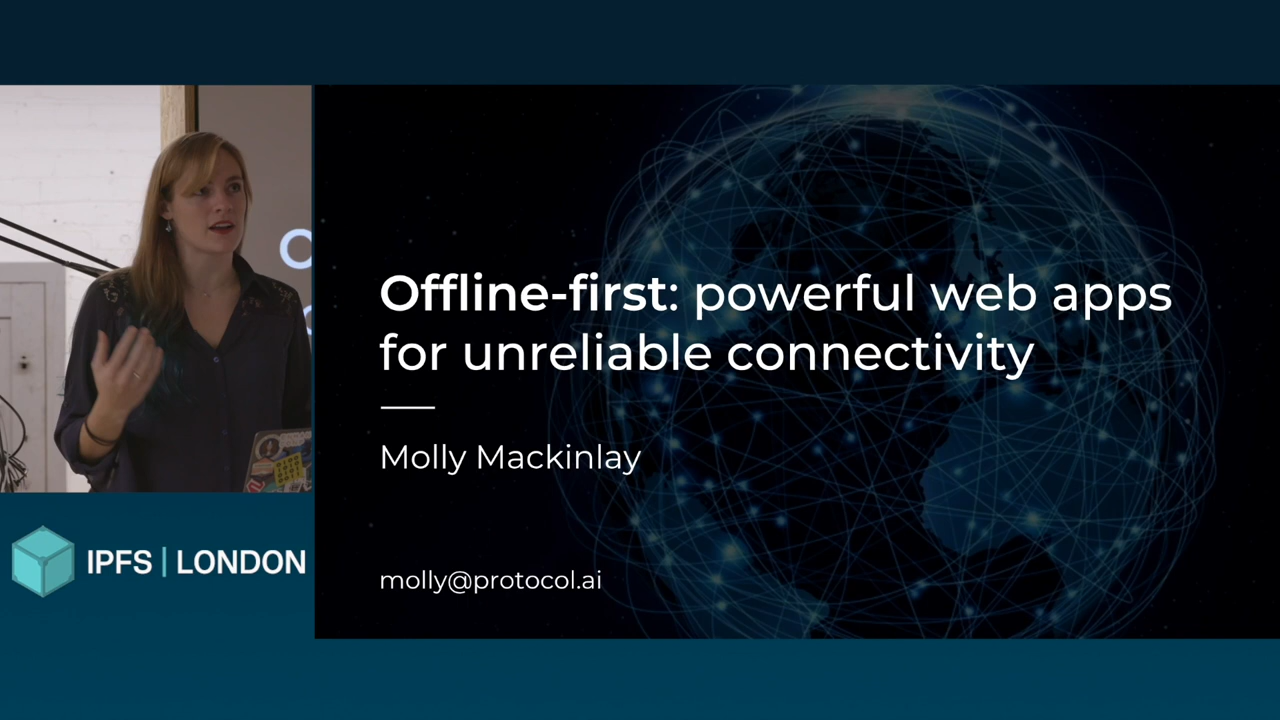 Offline-first: powerful web apps
for unreliable connectivity
Molly Mackinlay
molly@protocol.ai
IPFS | LONDON